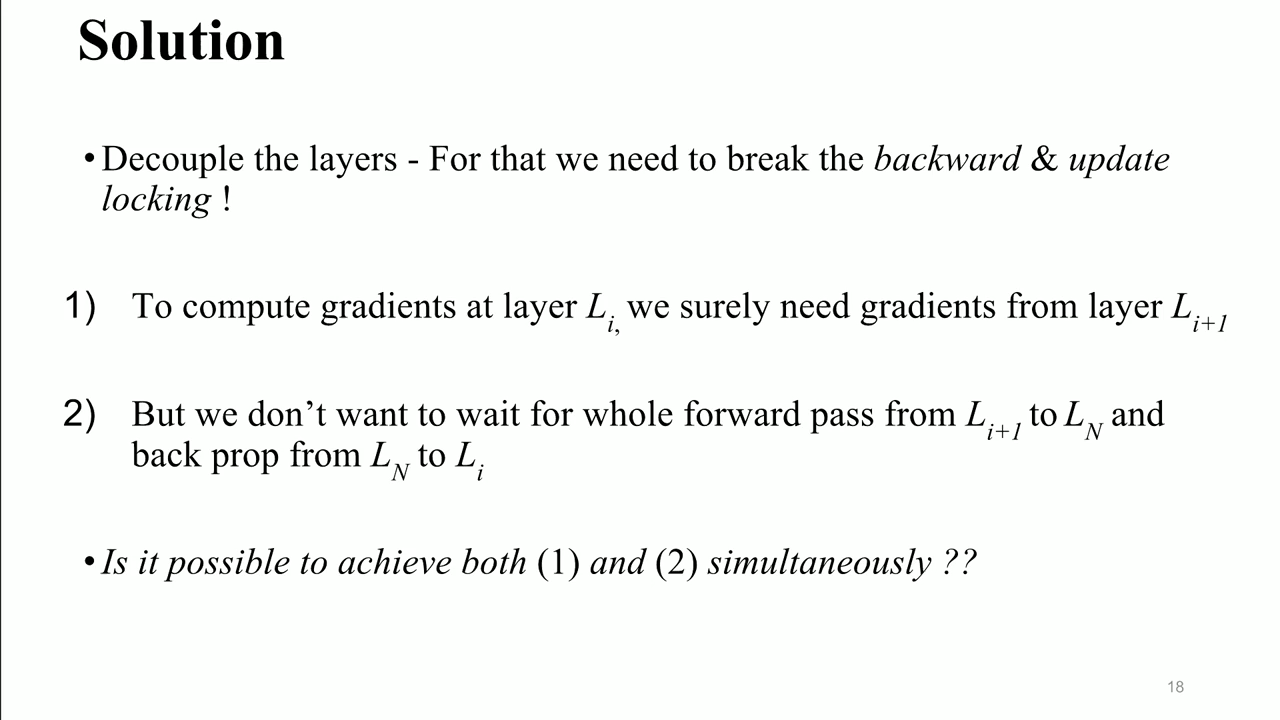 Solution
• Decouple the layers - For that we need to break the backward & update
locking !
1) To compute gradients at layer Li, we surely need gradients from layer Li+1
2) But we don’t want to wait for whole forward pass from Li+1 to LN and
back prop from LN to Li
• Is it possible to achieve both (1) and (2) simultaneously ??
18